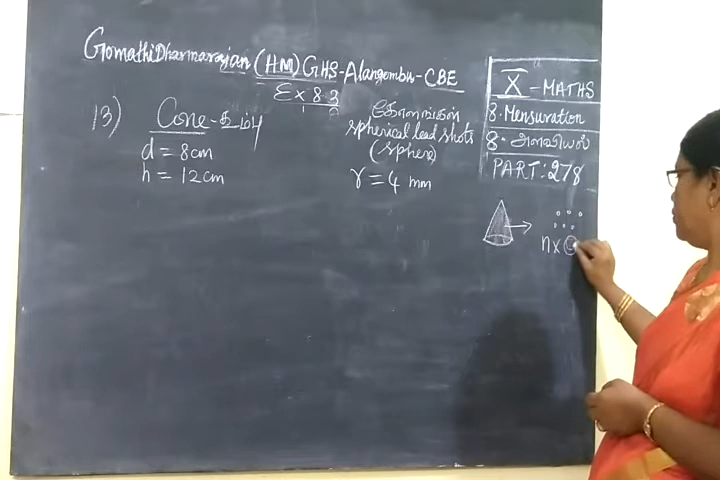 GomathiDharmarajan (HM) GHS-Alangombu-CBE
Ex 8.3
X - MATHS
8. Mensuration
8. அளவியல்
PART: 278
13) Cone-கூம்பு
d = 8cm
h = 12cm
கோளங்கள்
spherical lead shots
(sphere)
r = 4 mm
n x